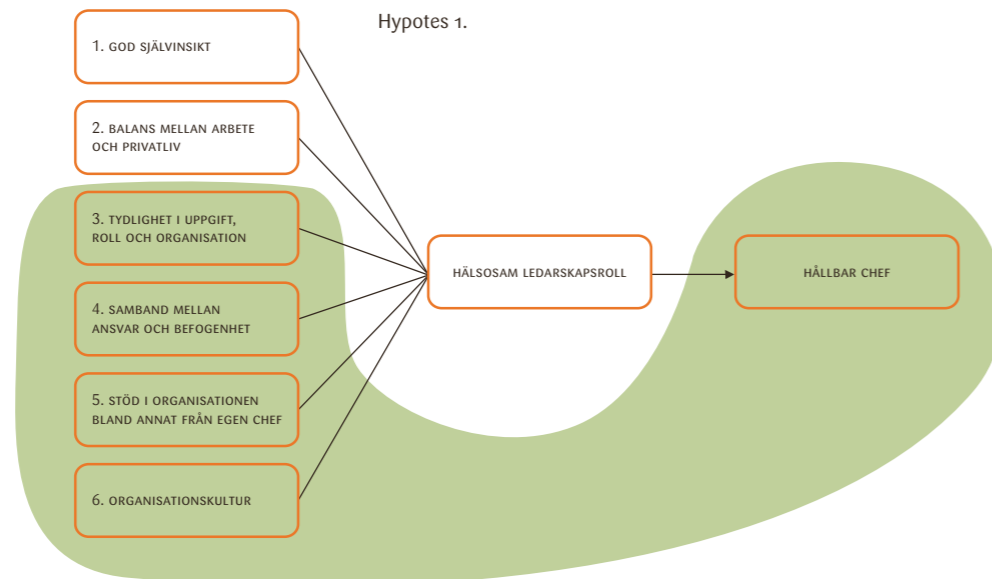 Hypotes 1.
1. GOD SJÄLVINSIKT
2. BALANS MELLAN ARBETE
OCH PRIVATLIV
3. TYDLIGHET I UPPGIFT,
ROLL OCH ORGANISATION
4. SAMBAND MELLAN
ANSVAR OCH BEFOGENHET
5. STÖD I ORGANISATIONEN
BLAND ANNAT FRÅN EGEN CHEF
6. ORGANISATIONSKULTUR
HÄLSOSAM LEDARSKAPSROLL
HÅLLBAR CHEF